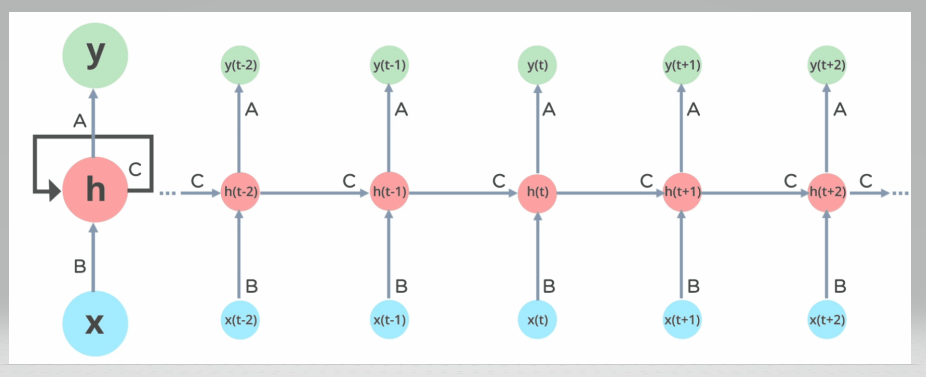 y
A
C
h
B
x
y(t-2) y(t-1) y(t) y(t+1) y(t+2)
A A A A A
C C C C C C
h(t-2) h(t-1) h(t) h(t+1) h(t+2)
B B B B B
x(t-2) x(t-1) x(t) x(t+1) x(t+2)